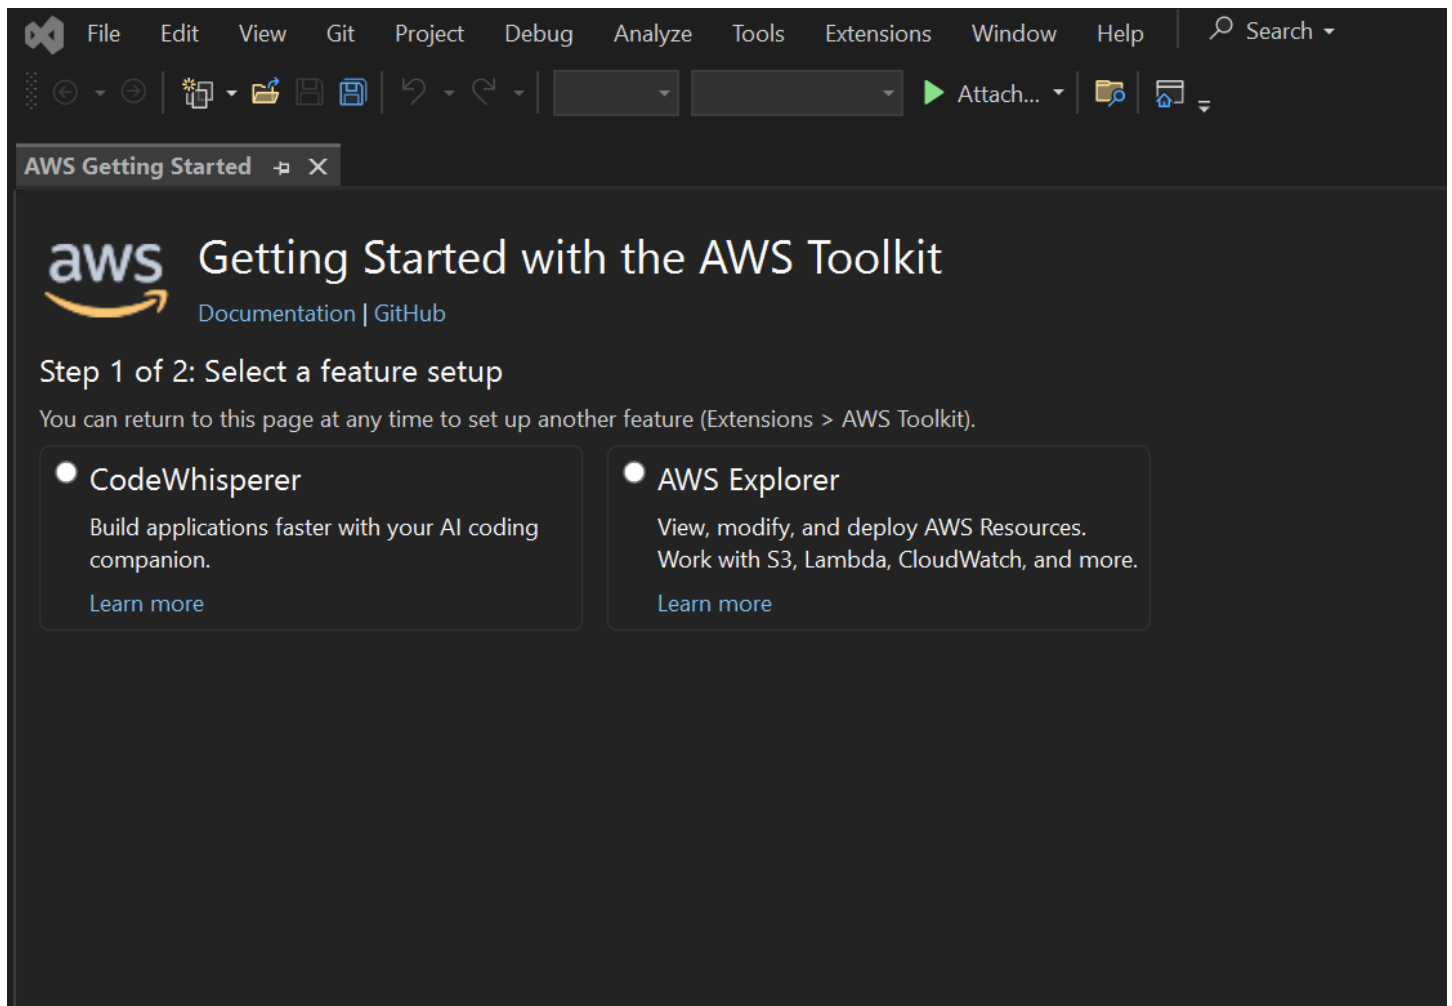 File Edit View Git Project Debug Analyze Tools Extensions Window Help Search
Attach...
AWS Getting Started
aws
Getting Started with the AWS Toolkit
Documentation | GitHub
Step 1 of 2: Select a feature setup
You can return to this page at any time to set up another feature (Extensions > AWS Toolkit).
CodeWhisperer
Build applications faster with your AI coding
companion.
Learn more
AWS Explorer
View, modify, and deploy AWS Resources.
Work with S3, Lambda, CloudWatch, and more.
Learn more